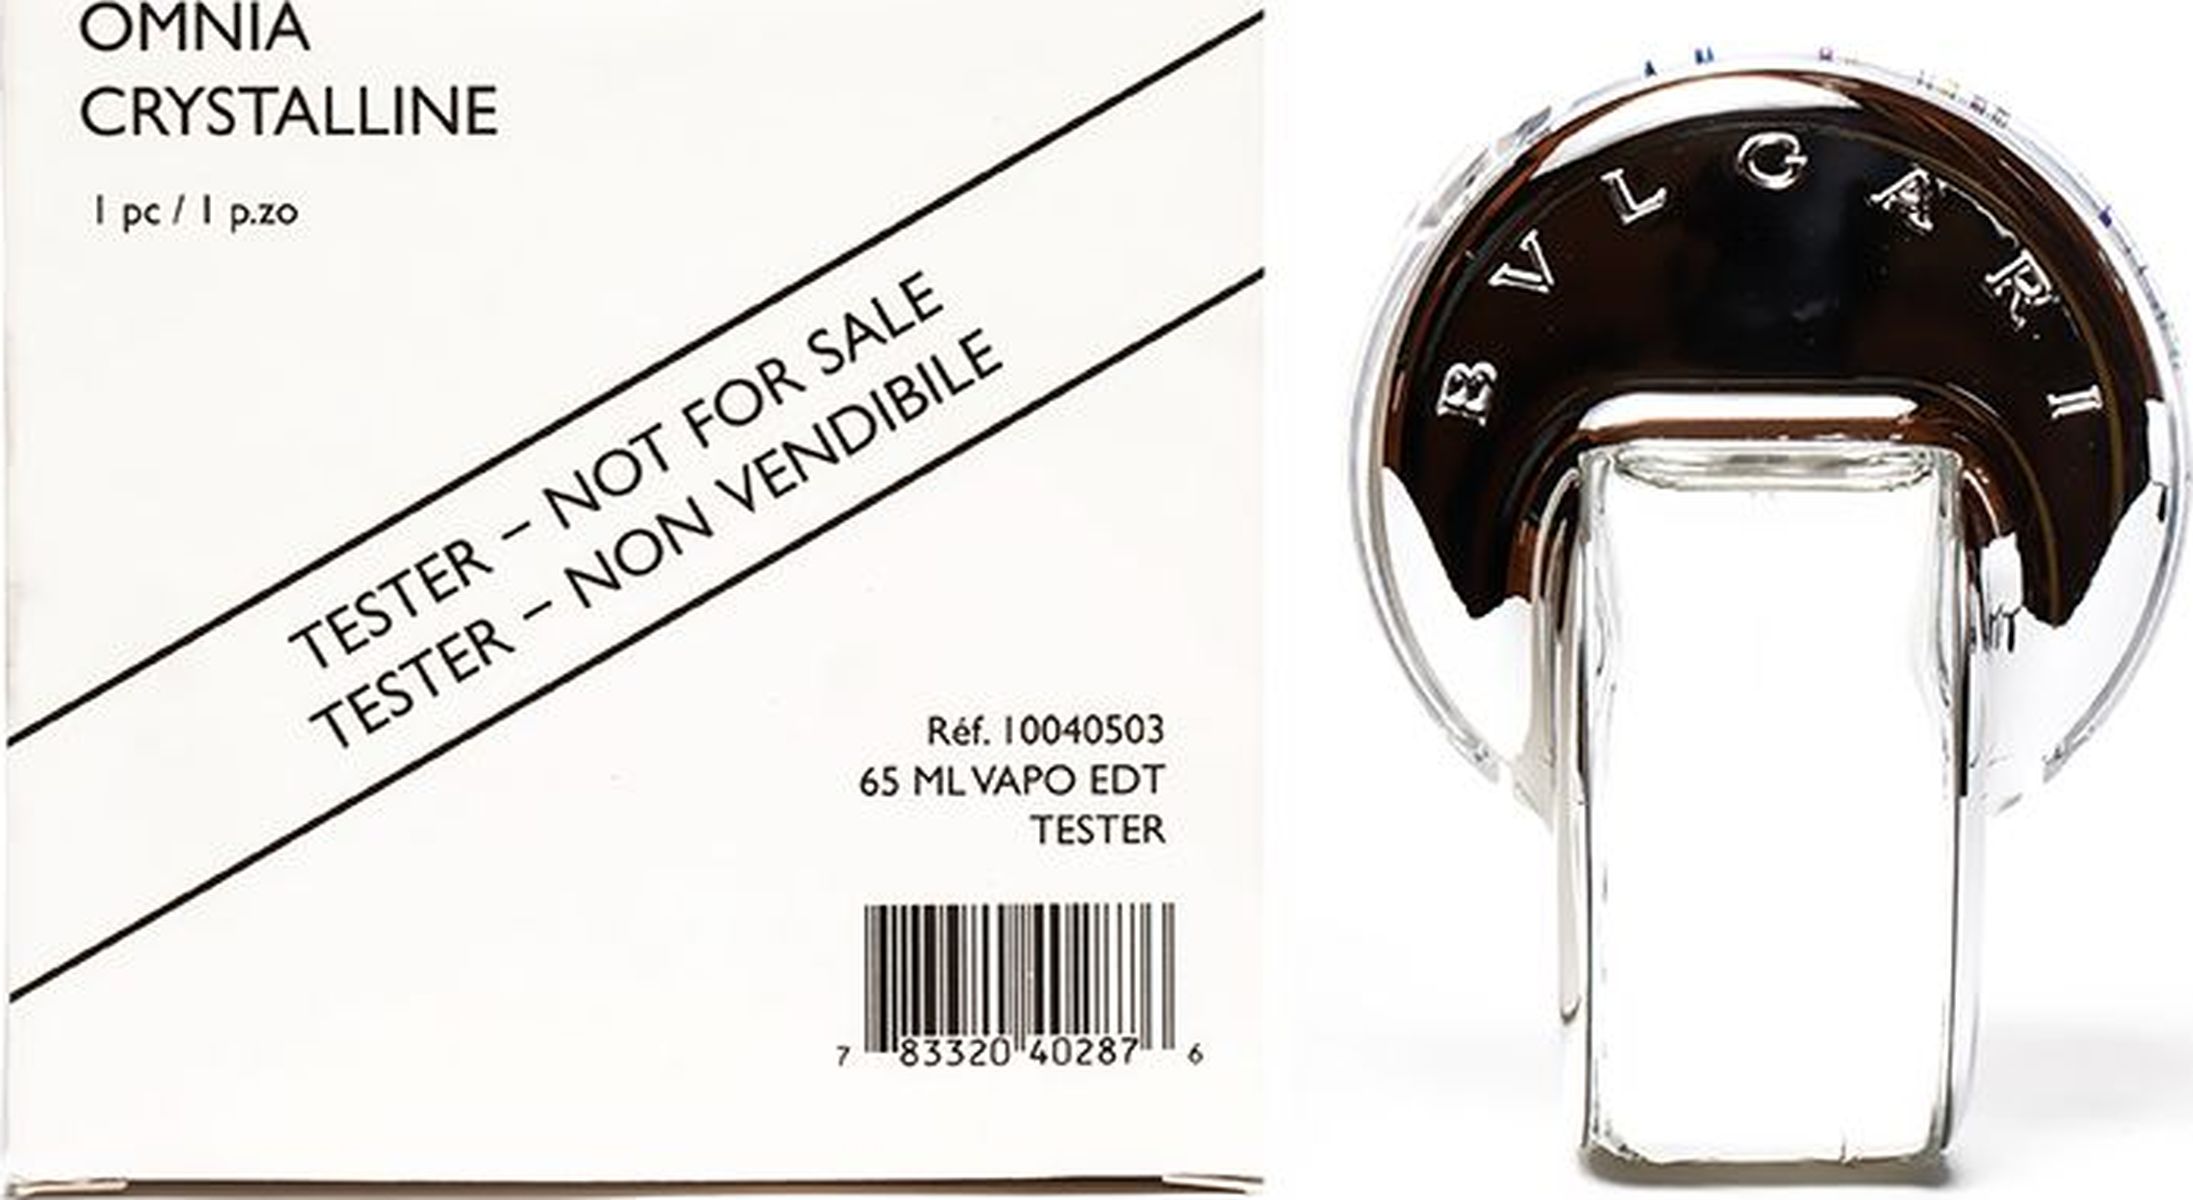 OMNIA
CRYSTALLINE
1 pc / 1 p.zo
TESTER – NOT FOR SALE
TESTER – NON VENDIBILE
Réf. 10040503
65 ML VAPO EDT
TESTER
7 83320 40287 6
BVLGARI